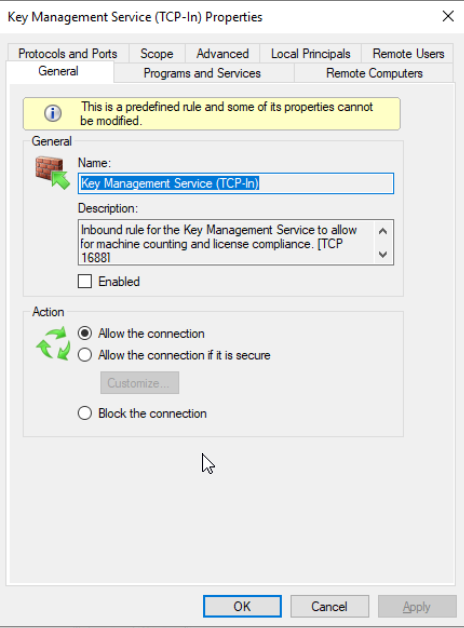 Key Management Service (TCP-In) Properties
Protocols and Ports Scope Advanced Local Principals Remote Users
General Programs and Services Remote Computers
This is a predefined rule and some of its properties cannot
be modified.
General
Name:
Key Management Service (TCP-In)
Description:
Inbound rule for the Key Management Service to allow
for machine counting and license compliance. [TCP
1688]
Enabled
Action
Allow the connection
Allow the connection if it is secure
Customize...
Block the connection
OK Cancel Apply